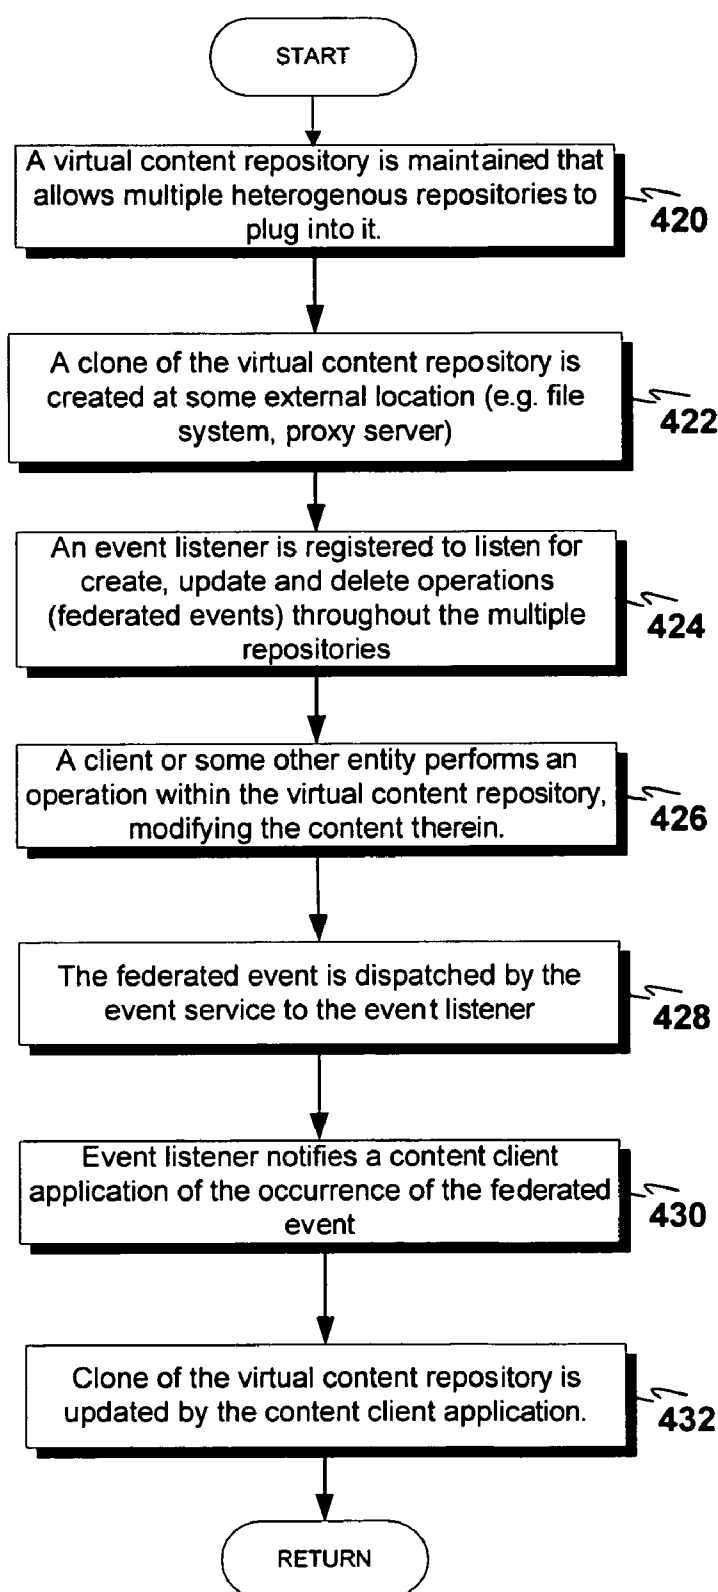 START
A virtual content repository is maintained that
allows multiple heterogenous repositories to
plug into it.
420
A clone of the virtual content repository is
created at some external location (e.g. file
system, proxy server)
422
An event listener is registered to listen for
create, update and delete operations
(federated events) throughout the multiple
repositories
424
A client or some other entity performs an
operation within the virtual content repository,
modifying the content therein.
426
The federated event is dispatched by the
event service to the event listener
428
Event listener notifies a content client
application of the occurrence of the federated
event
430
Clone of the virtual content repository is
updated by the content client application.
432
RETURN